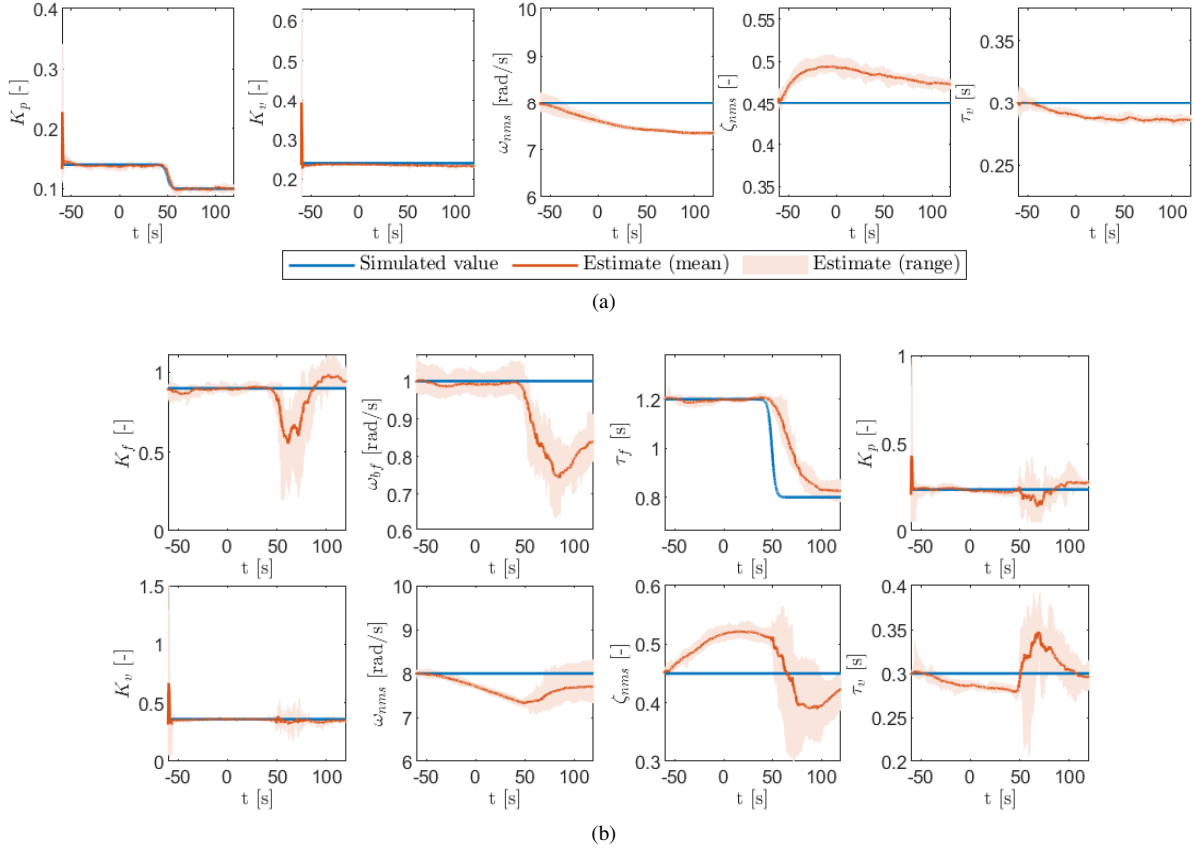 K_p [-]
0.4
0.3
0.2
0.1
-50 0 50 100
t [s]
K_v [-]
0.6
0.5
0.4
0.3
0.2
-50 0 50 100
t [s]
ω_nms [rad/s]
10
9
8
7
6
-50 0 50 100
t [s]
ζ_nms [-]
0.55
0.5
0.45
0.4
0.35
-50 0 50 100
t [s]
τ_v [s]
0.35
0.3
0.25
-50 0 50 100
t [s]
Simulated value Estimate (mean) Estimate (range)
(a)
K_f [-]
1
0.5
0
-50 0 50 100
t [s]
ω_bf [rad/s]
1
0.9
0.8
0.7
0.6
-50 0 50 100
t [s]
τ_f [s]
1.4
1.2
1
0.8
-50 0 50 100
t [s]
K_p [-]
1
0.5
0
-50 0 50 100
t [s]
K_v [-]
1.5
1
0.5
0
-50 0 50 100
t [s]
ω_nms [rad/s]
10
9
8
7
6
-50 0 50 100
t [s]
ζ_nms [-]
0.6
0.5
0.4
0.3
-50 0 50 100
t [s]
τ_v [s]
0.4
0.35
0.3
0.25
0.2
-50 0 50 100
t [s]
(b)